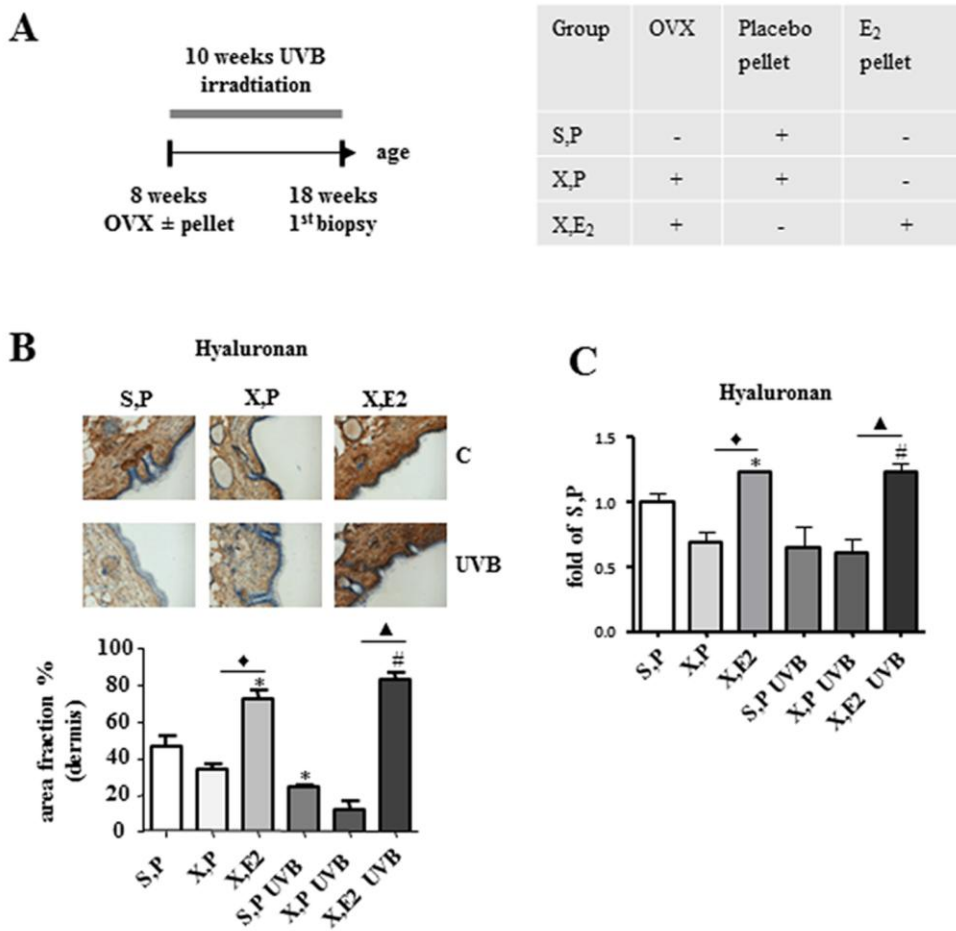 A
10 weeks UVB
irradtiation
age
8 weeks
OVX ± pellet
18 weeks
1st biopsy
Group OVX Placebo pellet E2 pellet
S,P - + -
X,P + + -
X,E2 + - +
B
Hyaluronan
S,P X,P X,E2
C
UVB
area fraction %
(dermis)
100
80
60
40
20
0
♦
*
*
▲
#
S,P
X,P
X,E2
S,P UVB
X,P UVB
X,E2 UVB
C
Hyaluronan
fold of S,P
1.5
1.0
0.5
0.0
♦
*
▲
#
S,P
X,P
X,E2
S,P UVB
X,P UVB
X,E2 UVB